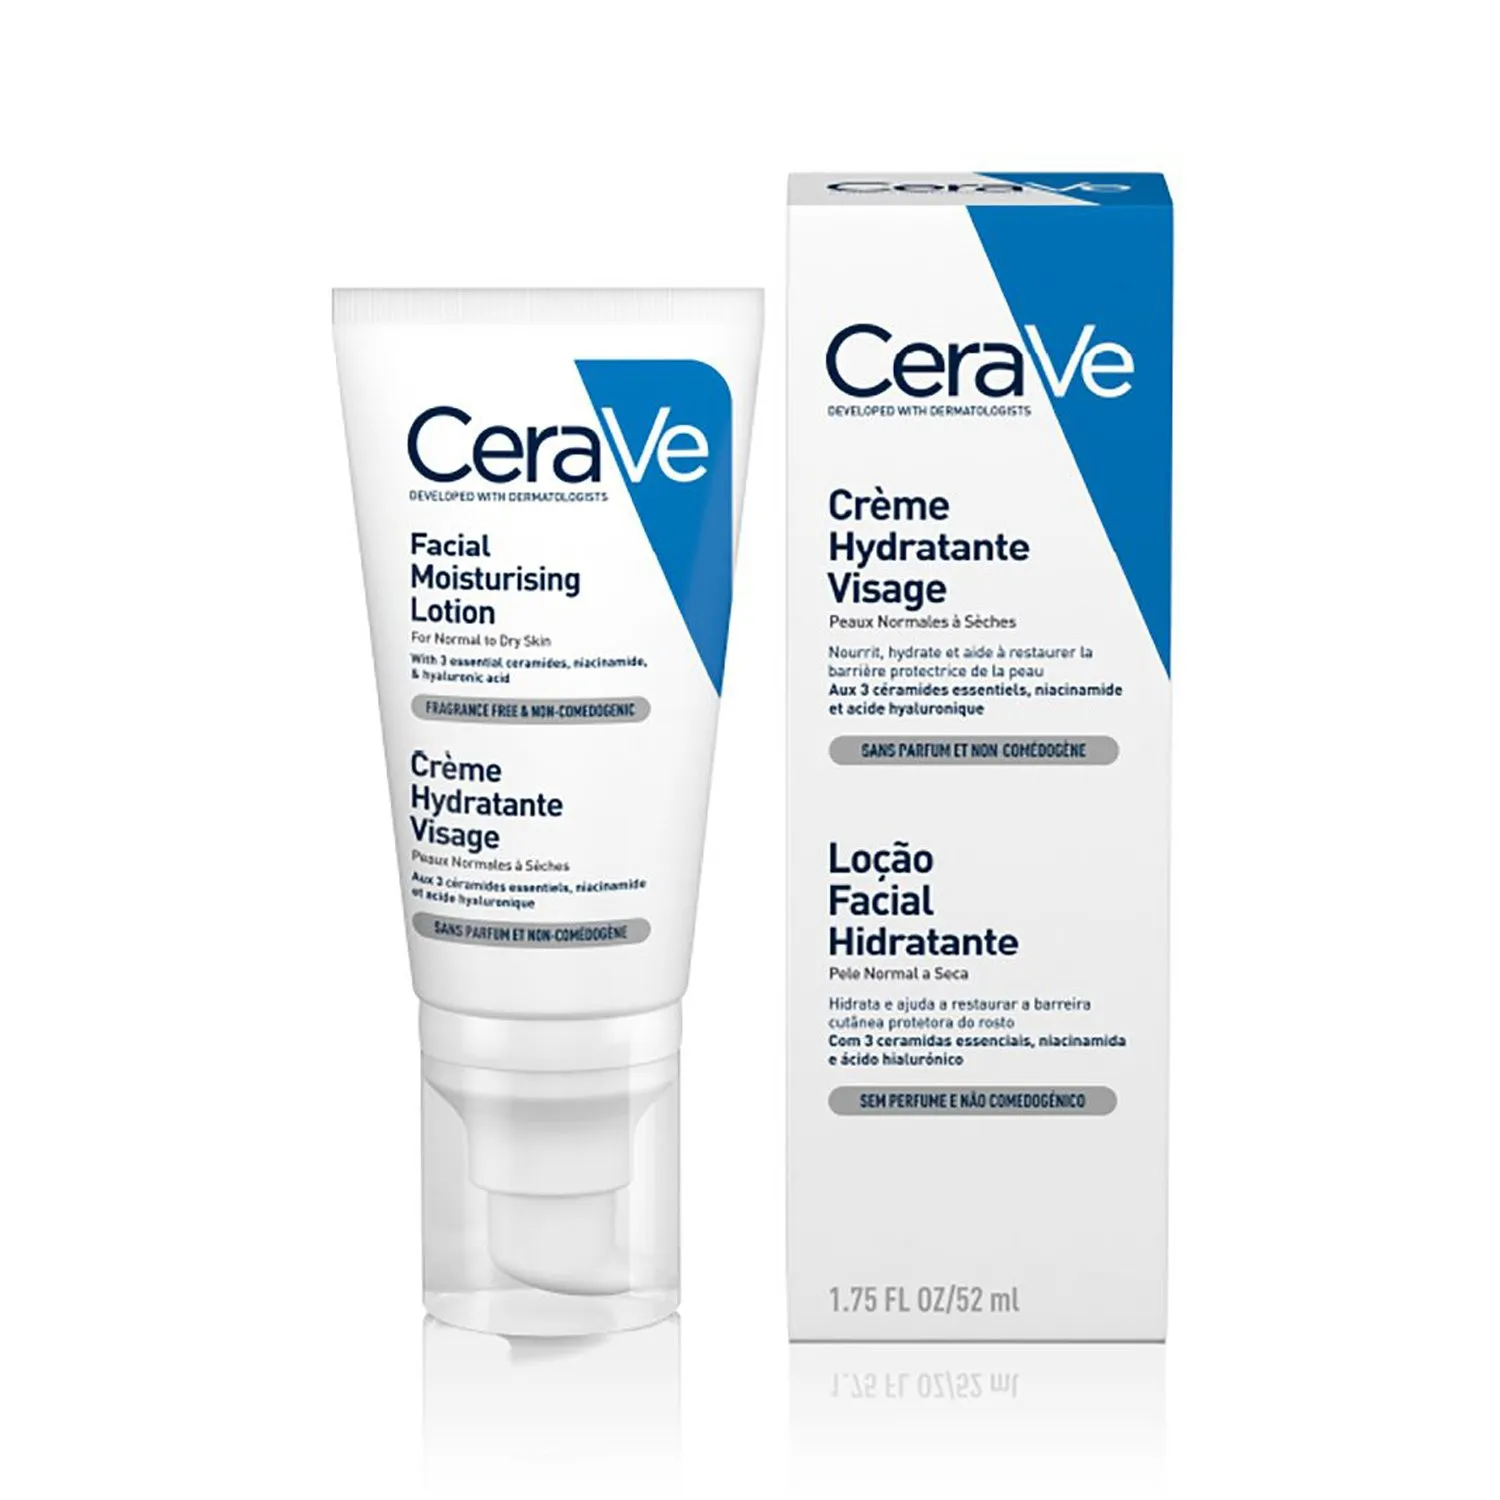 CeraVe
DEVELOPED WITH DERMATOLOGISTS
Facial
Moisturising
Lotion
For Normal to Dry Skin
With 3 essential ceramides, niacinamide,
& hyaluronic acid
FRAGRANCE FREE & NON-COMEDOGENIC
Crème
Hydratante
Visage
Peaux Normales à Sèches
Aux 3 céramides essentiels, niacinamide
et acide hyaluronique
SANS PARFUM ET NON-COMÉDOGÈNE
CeraVe
CeraVe
DEVELOPED WITH DERMATOLOGISTS
Crème
Hydratante
Visage
Peaux Normales à Sèches
Nourrit, hydrate et aide à restaurer la
barrière protectrice de la peau
Aux 3 céramides essentiels, niacinamide
et acide hyaluronique
SANS PARFUM ET NON COMÉDOGÈNE
Loção
Facial
Hidratante
Pele Normal a Seca
Hidrata e ajuda a restaurar a barreira
cutânea protetora do rosto
Com 3 ceramidas essenciais, niacinamida
e ácido hialurónico
SEM PERFUME E NÃO COMEDOGÉNICO
1.75 FL OZ/52 ml